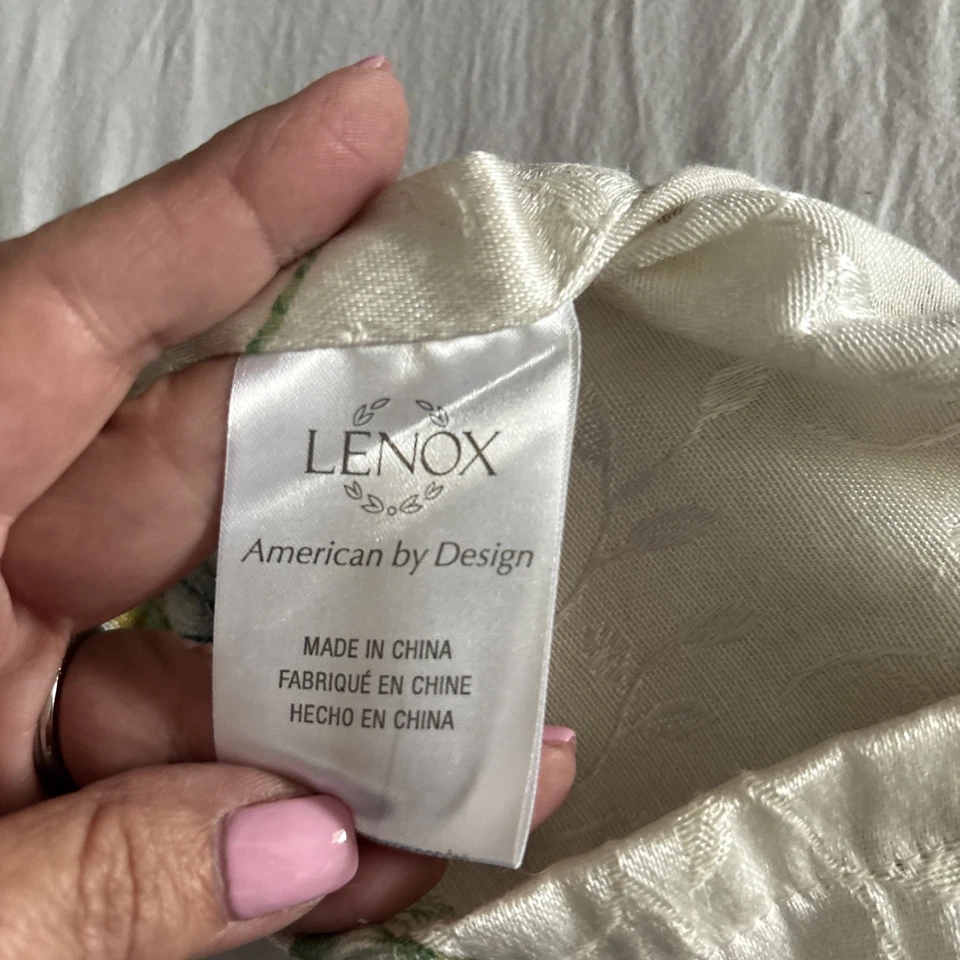 LENOX
American by Design
MADE IN CHINA
FABRIQUÉ EN CHINE
HECHO EN CHINA